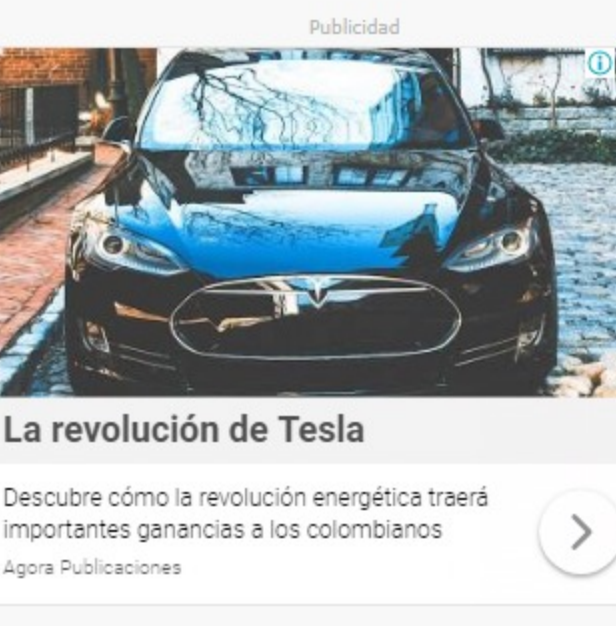 Publicidad
La revolución de Tesla
Descubre cómo la revolución energética traerá
importantes ganancias a los colombianos
Agora Publicaciones